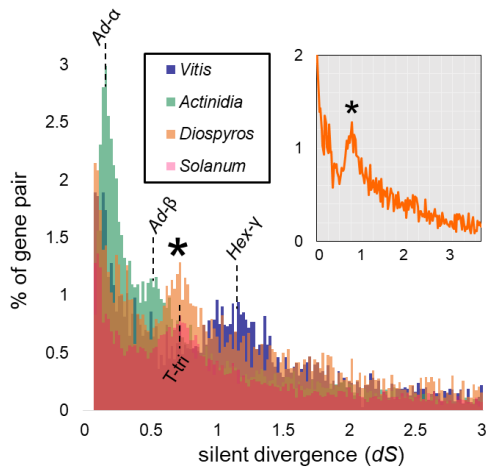 Ad-α
3
2.5
2
1.5
1
0.5
0
% of gene pair
Vitis
Actinidia
Diospyros
Solanum
Ad-β
*
Hex-γ
T-tri
0
0.5
1
1.5
2
2.5
3
silent divergence (dS)
2
1
0
*
0
1
2
3